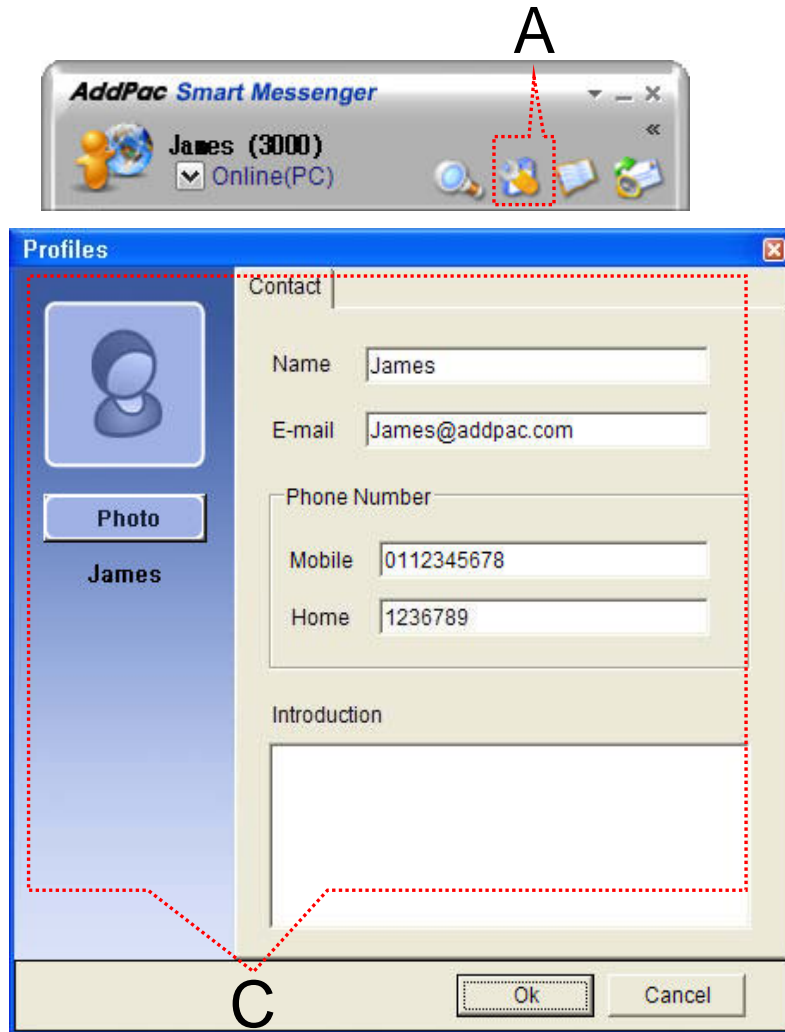 A
AddPac Smart Messenger
James (3000)
Online(PC)
Profiles
Contact
Name James
E-mail James@addpac.com
Photo
Phone Number
James
Mobile 0112345678
Home 1236789
Introduction
C
Ok Cancel